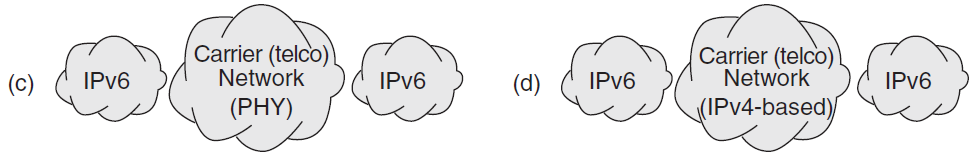 (c)
IPv6
Carrier (telco)
Network
(PHY)
IPv6
(d)
IPv6
Carrier (telco)
Network
(IPv4-based)
IPv6